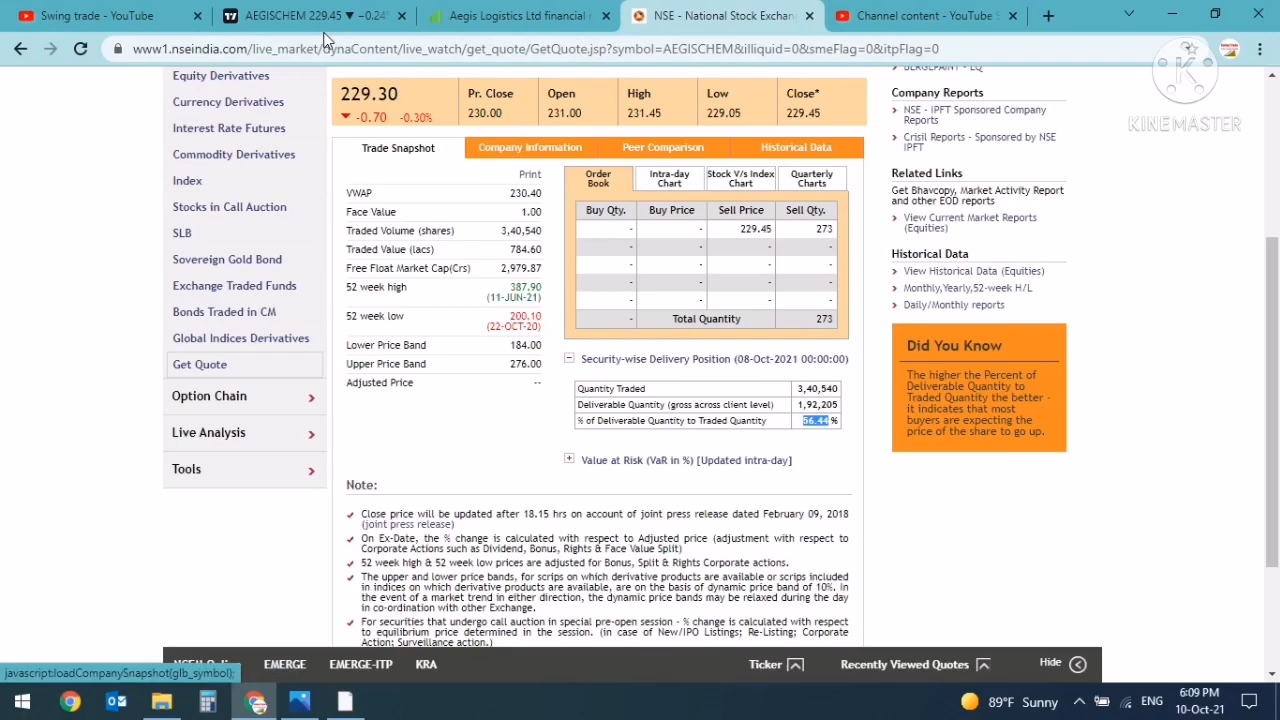 Swing trade - YouTube
AEGISCHEM 229.45 ▼ -0.24
Aegis Logistics Ltd financial r
NSE - National Stock Exchan
Channel content - YouTube S
www1.nseindia.com/live_market/dynaContent/live_watch/get_quote/GetQuote.jsp?symbol=AEGISCHEM&illiquid=0&smeFlag=0&itpFlag=0
KINEMASTER
Equity Derivatives
Currency Derivatives
Interest Rate Futures
Commodity Derivatives
Index
Stocks in Call Auction
SLB
Sovereign Gold Bond
Exchange Traded Funds
Bonds Traded in CM
Global Indices Derivatives
Get Quote
Option Chain
Live Analysis
Tools
229.30
-0.70 -0.30%
Pr. Close Open High Low Close*
230.00 231.00 231.45 229.05 229.45
Trade Snapshot Company Information Peer Comparison Historical Data
Print
VWAP 230.40
Face Value 1.00
Traded Volume (shares) 3,40,540
Traded Value (lacs) 784.60
Free Float Market Cap(Crs) 2,979.87
52 week high 387.90
(11-JUN-21)
52 week low 200.10
(22-OCT-20)
Lower Price Band 184.00
Upper Price Band 276.00
Adjusted Price --
Order Book
Intra-day Chart
Stock V/s Index Chart
Quarterly Charts
Buy Qty. Buy Price Sell Price Sell Qty.
- - 229.45 273
- - - -
- - - -
- - - -
- - - -
- Total Quantity 273
Security-wise Delivery Position (08-Oct-2021 00:00:00)
Quantity Traded 3,40,540
Deliverable Quantity (gross across client level) 1,92,205
% of Deliverable Quantity to Traded Quantity 56.44 %
Value at Risk (VaR in %) [Updated intra-day]
Note:
Close price will be updated after 18.15 hrs on account of joint press release dated February 09, 2018
(joint press release)
On Ex-Date, the % change is calculated with respect to Adjusted price (adjustment with respect to
Corporate Actions such as Dividend, Bonus, Rights & Face Value Split)
52 week high & 52 week low prices are adjusted for Bonus, Split & Rights Corporate actions.
The upper and lower price bands, for scrips on which derivative products are available or scrips included
in indices on which derivative products are available, are on the basis of dynamic price band of 10%. In
the event of a market trend in either direction, the dynamic price bands may be relaxed during the day
in co-ordination with other Exchange.
For securities that undergo call auction in special pre-open session - % change is calculated with respect
to equilibrium price determined in the session. (in case of New/IPO Listings; Re-Listing; Corporate
Action; Surveillance action.)
Company Reports
NSE - IPFT Sponsored Company
Reports
Crisil Reports - Sponsored by NSE
IPFT
Related Links
Get Bhavcopy, Market Activity Report
and other EOD reports
View Current Market Reports
(Equities)
Historical Data
View Historical Data (Equities)
Monthly,Yearly,52-week H/L
Daily/Monthly reports
Did You Know
The higher the Percent of
Deliverable Quantity to
Traded Quantity the better -
it indicates that most
buyers are expecting the
price of the share to go up.
EMERGE EMERGE-ITP KRA Ticker Recently Viewed Quotes Hide
javascript:loadCompanySnapshot(glb_symbol);
89°F Sunny ENG 6:09 PM
10-Oct-21